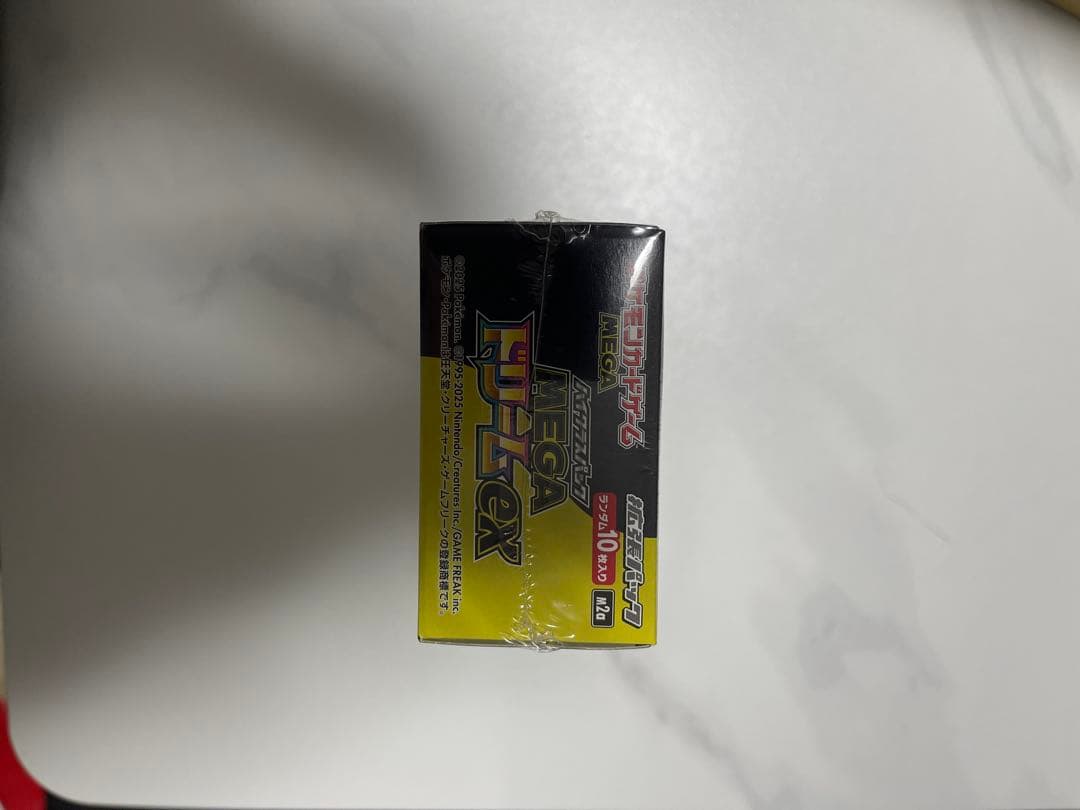 ポケモンカードゲーム
MEGA
拡張パック
ハイクラスパック
MEGA
ドリームex
ランダム10枚入り
M2a
©2025 Pokémon. ©1995-2025 Nintendo/Creatures Inc./GAME FREAK inc.
ポケモン・Pokémonは任天堂・クリーチャーズ・ゲームフリークの登録商標です。